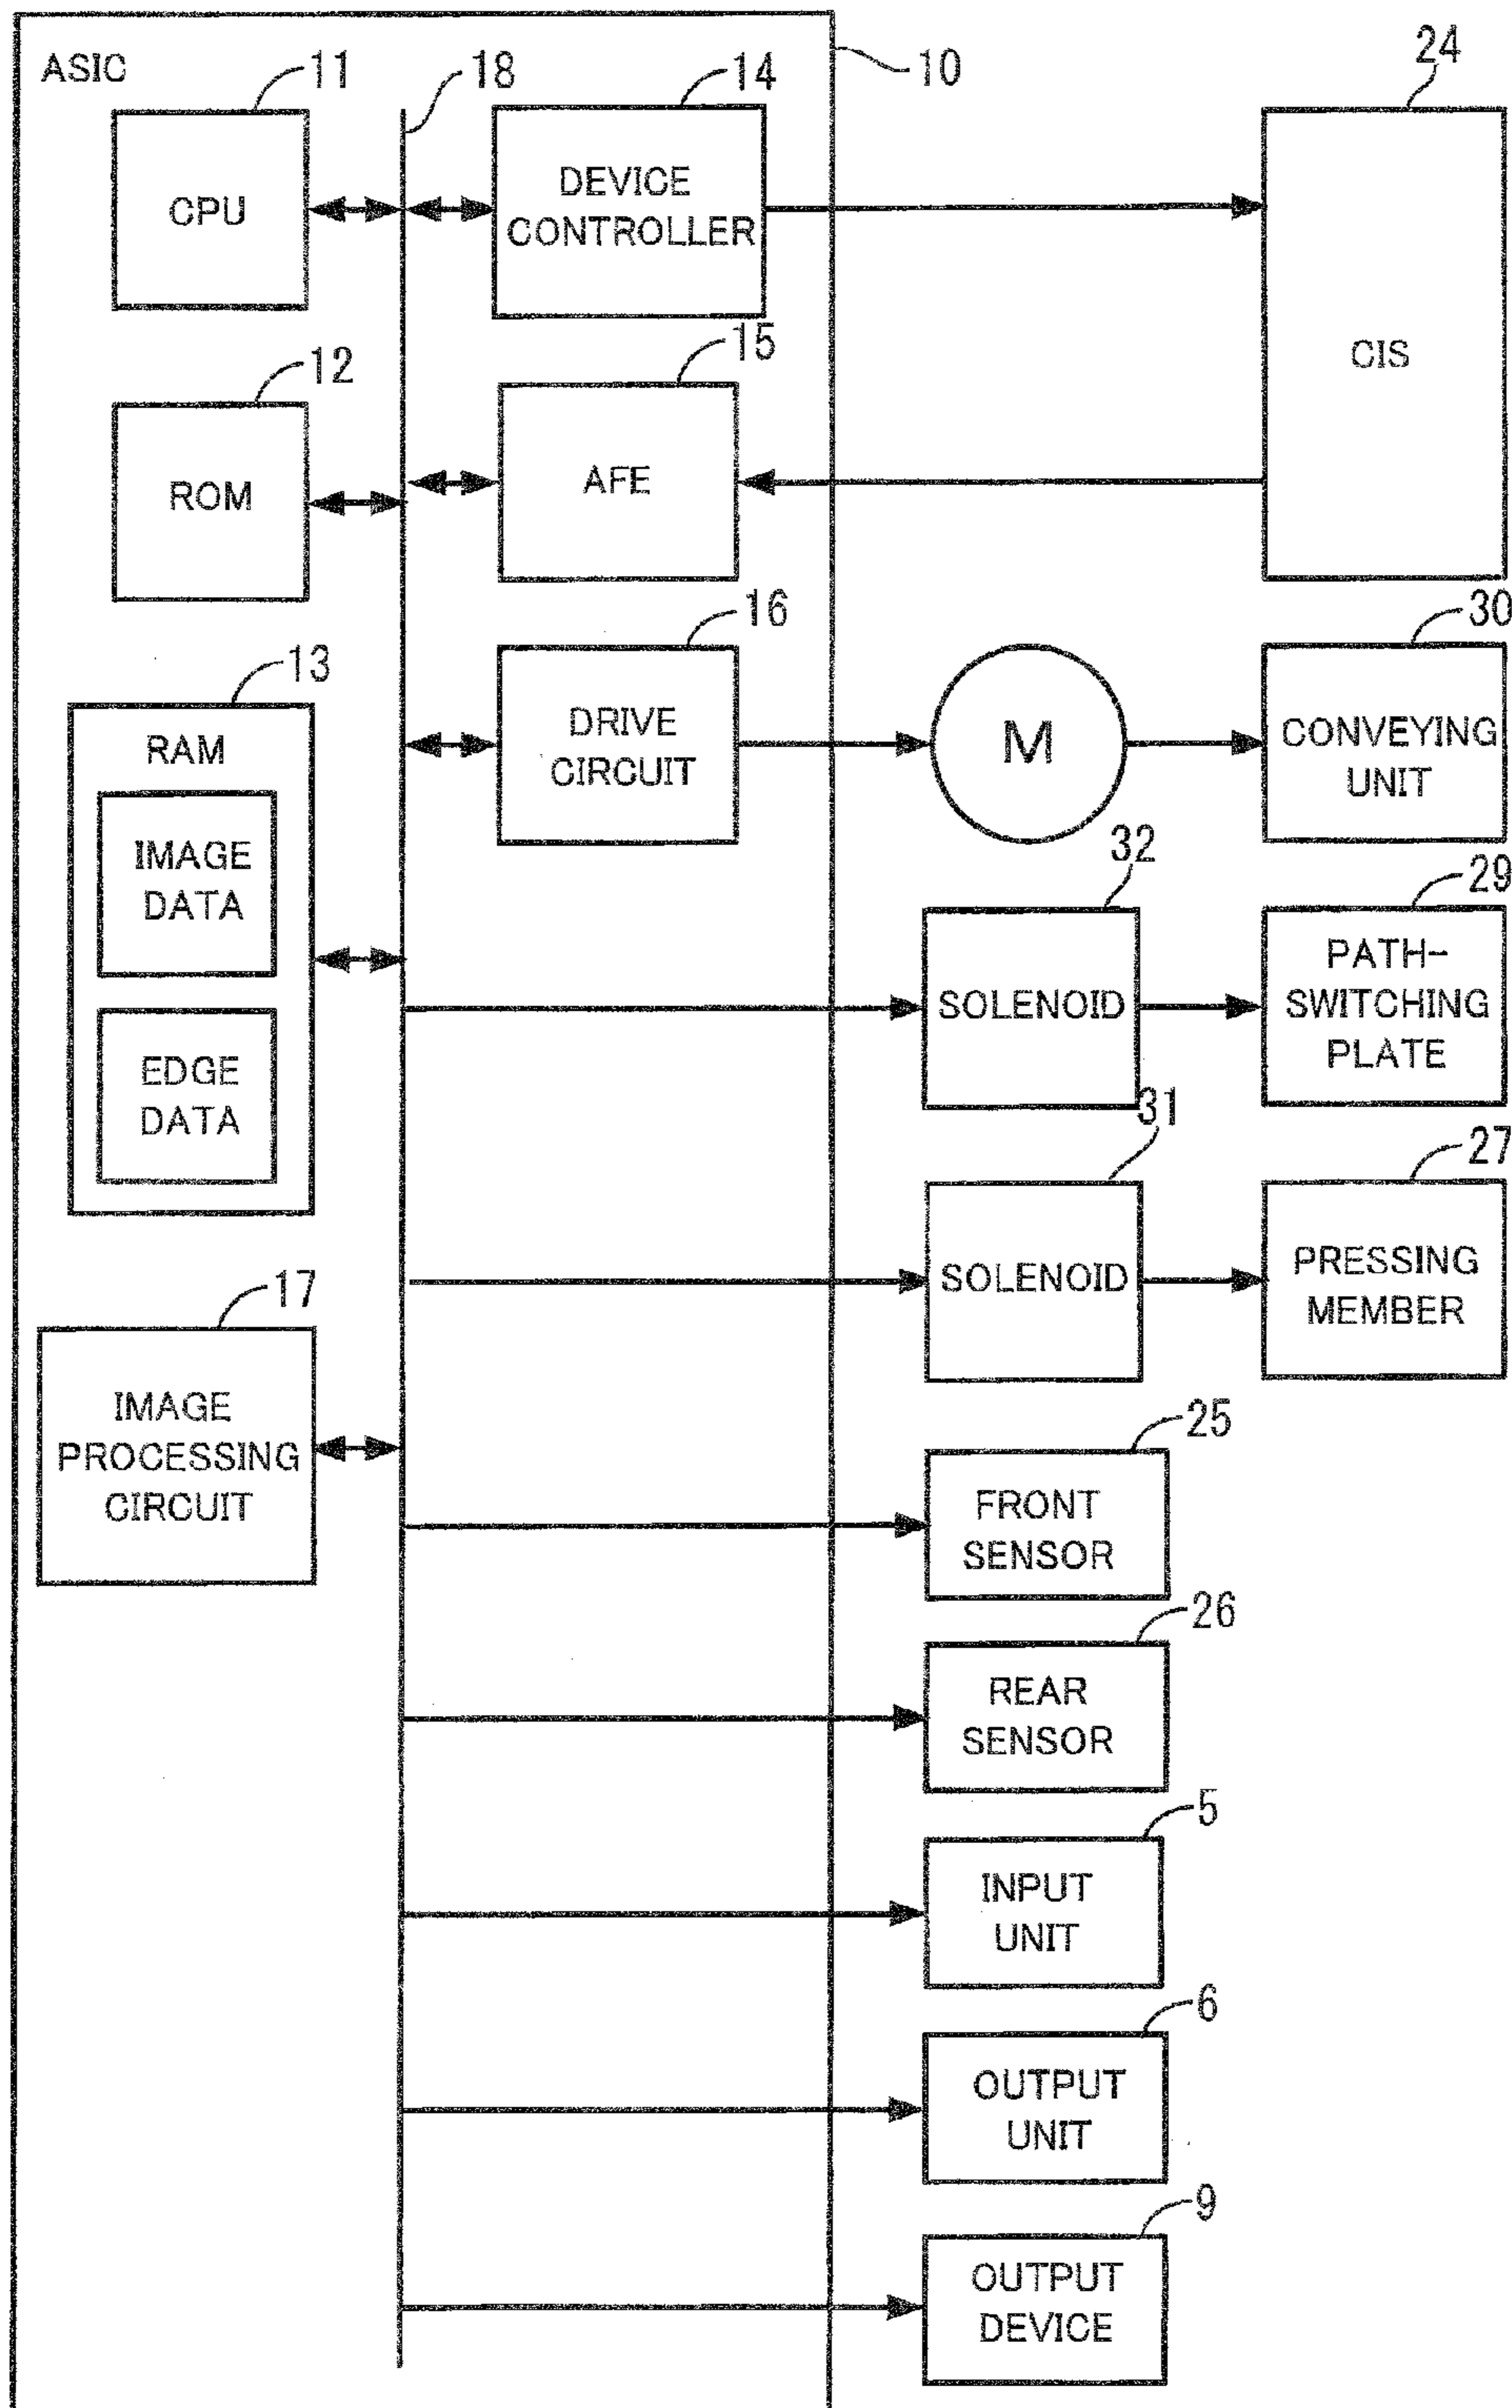 ASIC
10
11
CPU
18
14
DEVICE
CONTROLLER
24
CIS
12
ROM
15
AFE
13
RAM
IMAGE
DATA
EDGE
DATA
16
DRIVE
CIRCUIT
M
30
CONVEYING
UNIT
32
SOLENOID
29
PATH-
SWITCHING
PLATE
31
SOLENOID
27
PRESSING
MEMBER
17
IMAGE
PROCESSING
CIRCUIT
25
FRONT
SENSOR
26
REAR
SENSOR
5
INPUT
UNIT
6
OUTPUT
UNIT
9
OUTPUT
DEVICE